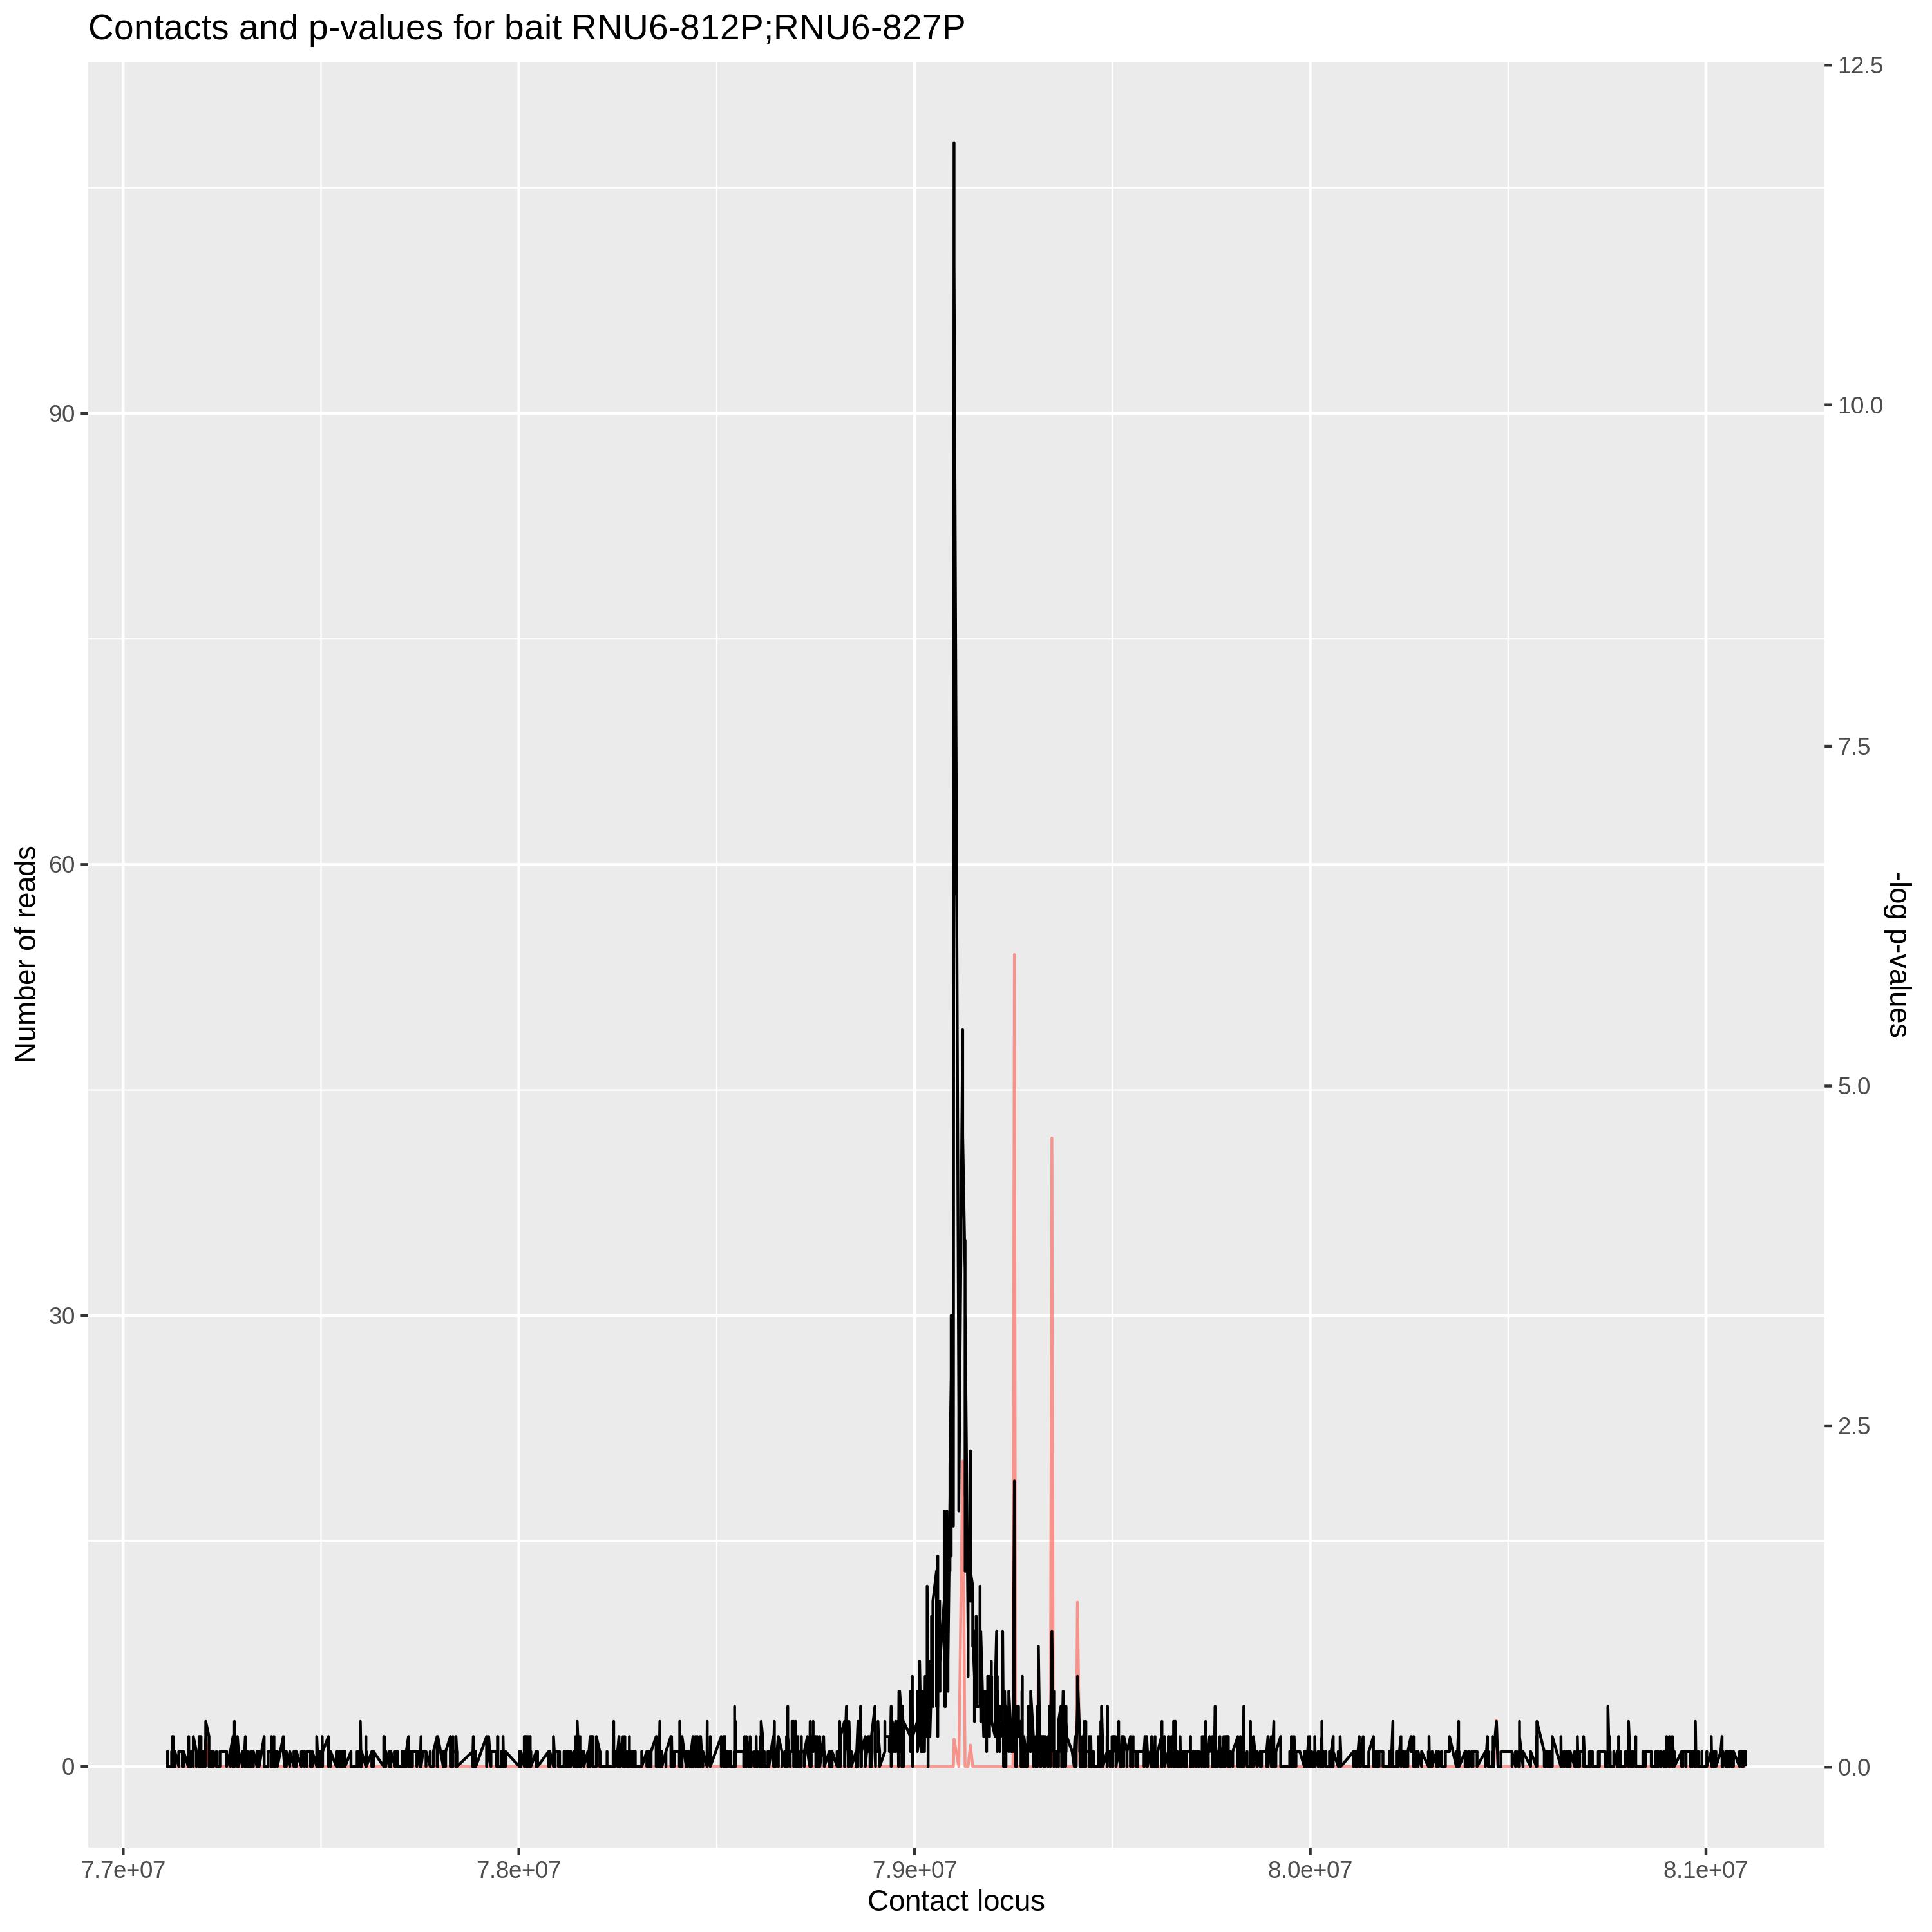 Contacts and p-values for bait RNU6-812P;RNU6-827P
12.5
90
10.0
7.5
60
Number of reads
-log p-values
5.0
30
2.5
0
0.0
7.7e+07 7.8e+07 7.9e+07 8.0e+07 8.1e+07
Contact locus